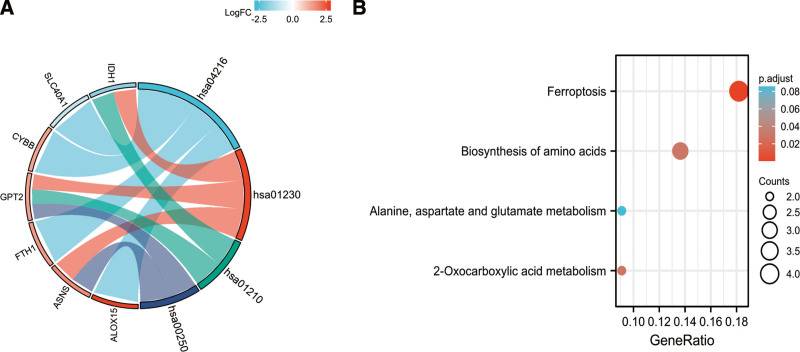 A
LogFC
-2.5 0.0 2.5
hsa04216
hsa01230
hsa01210
hsa00250
ALOX15
ASNS
FTH1
GPT2
CYBB
SLC40A1
IDH1
B
Ferroptosis
Biosynthesis of amino acids
Alanine, aspartate and glutamate metabolism
2-Oxocarboxylic acid metabolism
0.10 0.12 0.14 0.16 0.18
GeneRatio
p.adjust
0.08
0.06
0.04
0.02
Counts
2.0
2.5
3.0
3.5
4.0